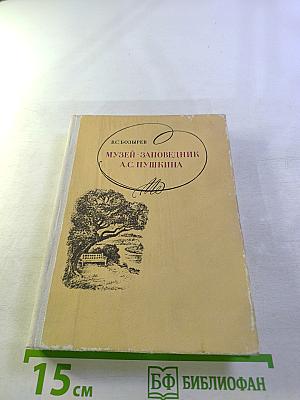 В.С. БОЗЫРЕВ
МУЗЕЙ-ЗАПОВЕДНИК
А.С. ПУШКИНА
15 СМ
БФ БИБЛИОФАН